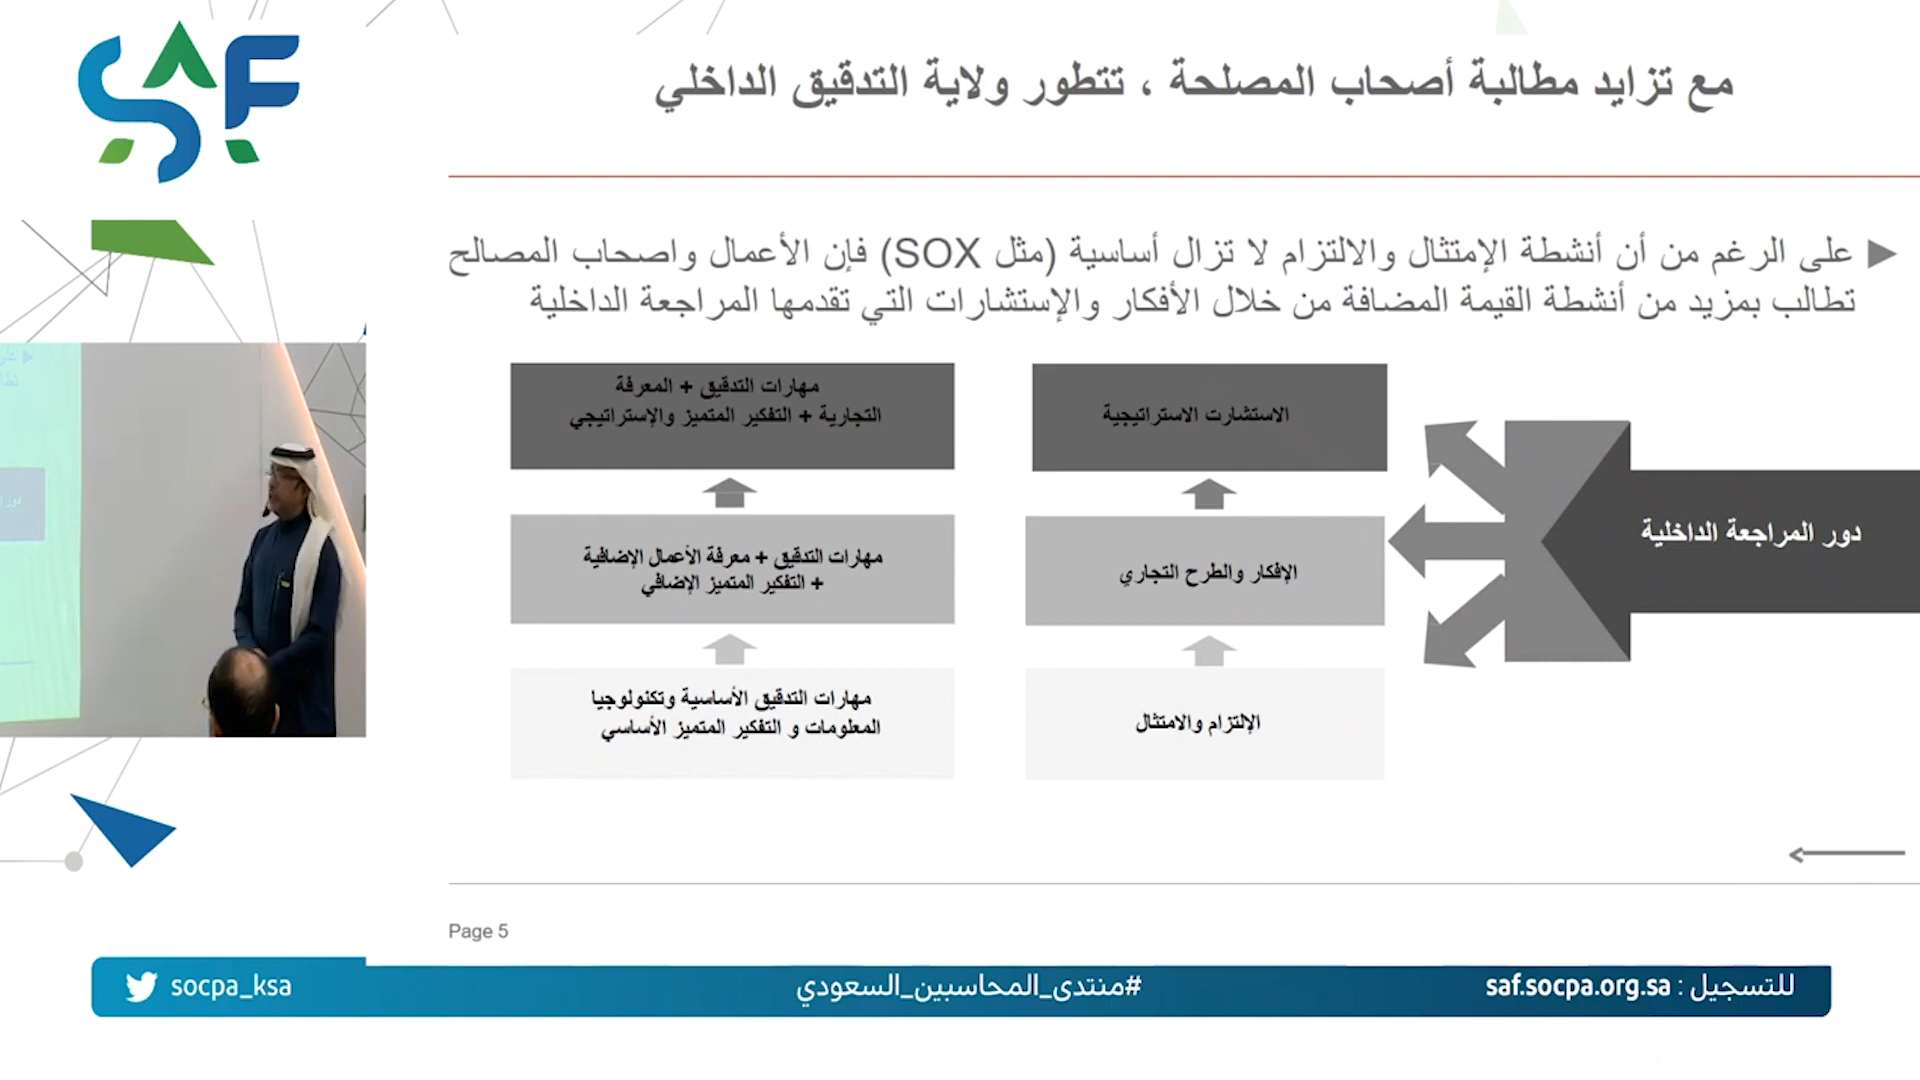 SAF
مع تزايد مطالبة أصحاب المصلحة ، تتطور ولاية التدقيق الداخلي
على الرغم من أن أنشطة الإمتثال والالتزام لا تزال أساسية (مثل SOX) فإن الأعمال واصحاب المصالح
تطالب بمزيد من أنشطة القيمة المضافة من خلال الأفكار والإستشارات التي تقدمها المراجعة الداخلية
دور المراجعة الداخلية
الاستشارت الاستراتيجية
مهارات التدقيق + المعرفة
التجارية + التفكير المتميز والإستراتيجي
الإفكار والطرح التجاري
مهارات التدقيق + معرفة الأعمال الإضافية
+ التفكير المتميز الإضافي
الإلتزام والامتثال
مهارات التدقيق الأساسية وتكنولوجيا
المعلومات و التفكير المتميز الأساسي
Page 5
للتسجيل : saf.socpa.org.sa
#منتدى_المحاسبين_السعودي
socpa_ksa